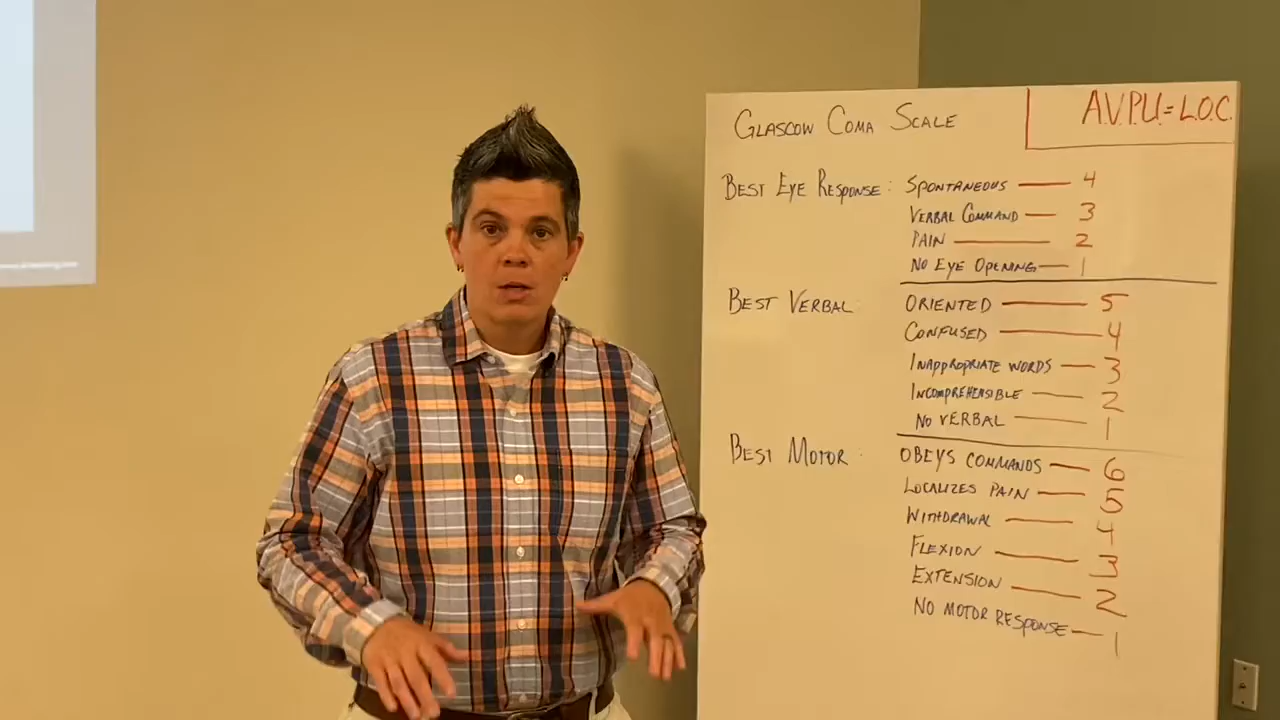 GLASCOW COMA SCALE
A.V.P.U.= L.O.C.
BEST EYE RESPONSE: SPONTANEOUS — 4
VERBAL COMMAND — 3
PAIN — 2
NO EYE OPENING — 1
BEST VERBAL: ORIENTED — 5
CONFUSED — 4
INAPPROPRIATE WORDS — 3
INCOMPREHENSIBLE — 2
NO VERBAL — 1
BEST MOTOR: OBEYS COMMANDS — 6
LOCALIZES PAIN — 5
WITHDRAWAL — 4
FLEXION — 3
EXTENSION — 2
NO MOTOR RESPONSE — 1